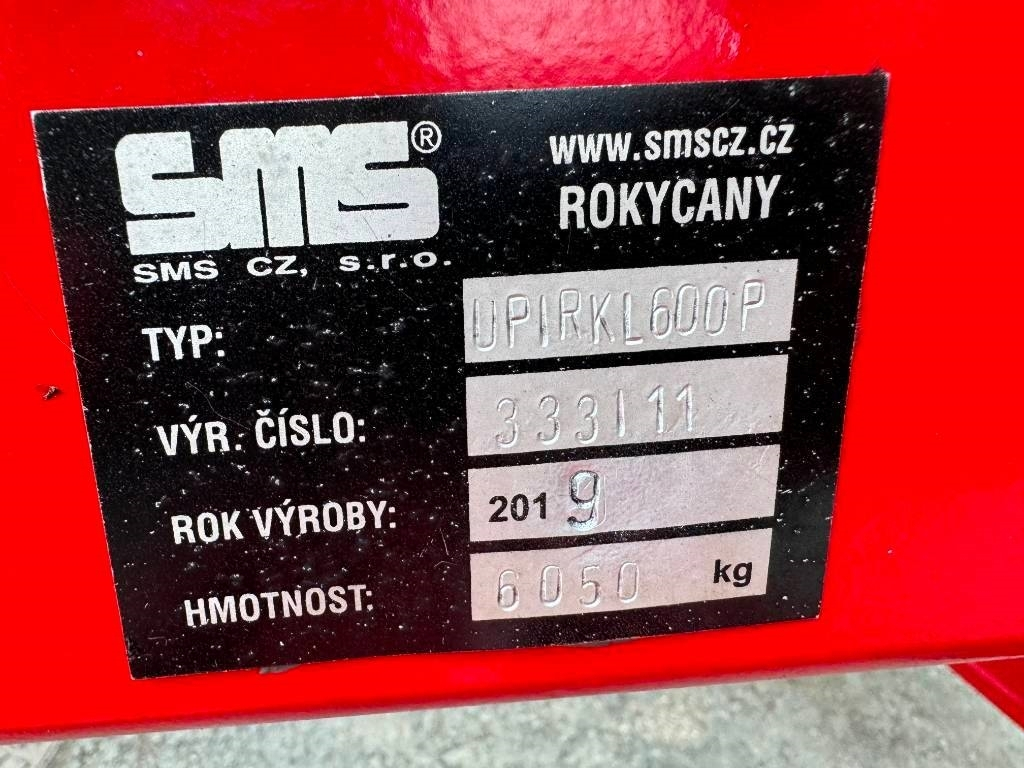 SMS®
www.smscz.cz
ROKYCANY
SMS CZ, s.r.o.
TYP: UPIRKL600P
VÝR. ČÍSLO: 333111
ROK VÝROBY: 2019
HMOTNOST: 6050 kg